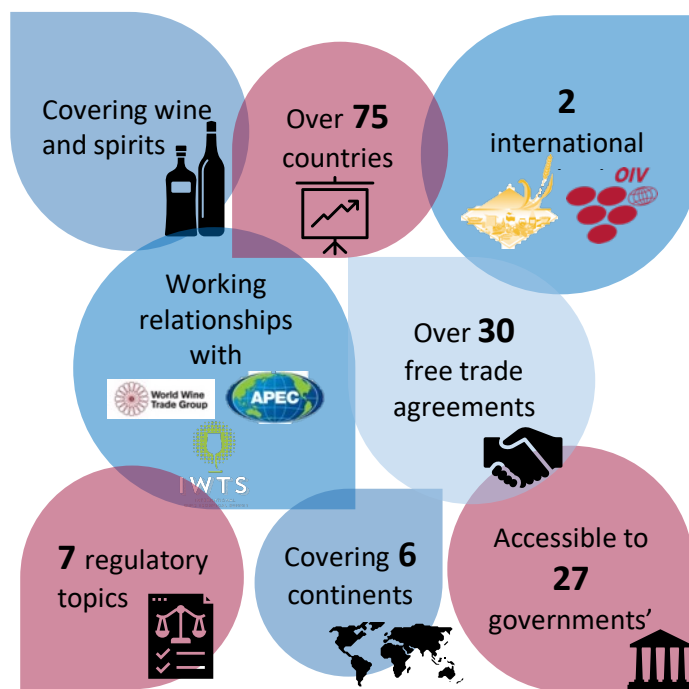 Covering wine
and spirits
Over 75
countries
2
international
OIV
Working
relationships
with
World Wine
Trade Group
APEC
IWTS
Over 30
free trade
agreements
7 regulatory
topics
Covering 6
continents
Accessible to
27
governments’